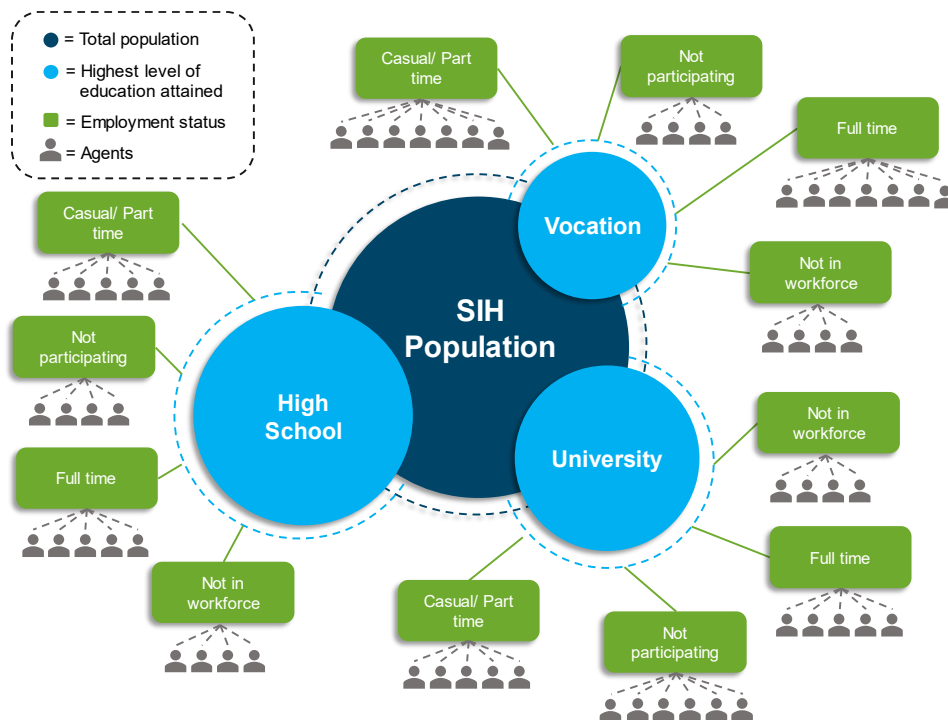 = Total population
= Highest level of
education attained
= Employment status
= Agents
Casual/ Part
time
Not
participating
Full time
Not in
workforce
Vocation
SIH
Population
Casual/ Part
time
Not
participating
Full time
Not in
workforce
High
School
University
Not in
workforce
Full time
Casual/ Part
time
Not
participating